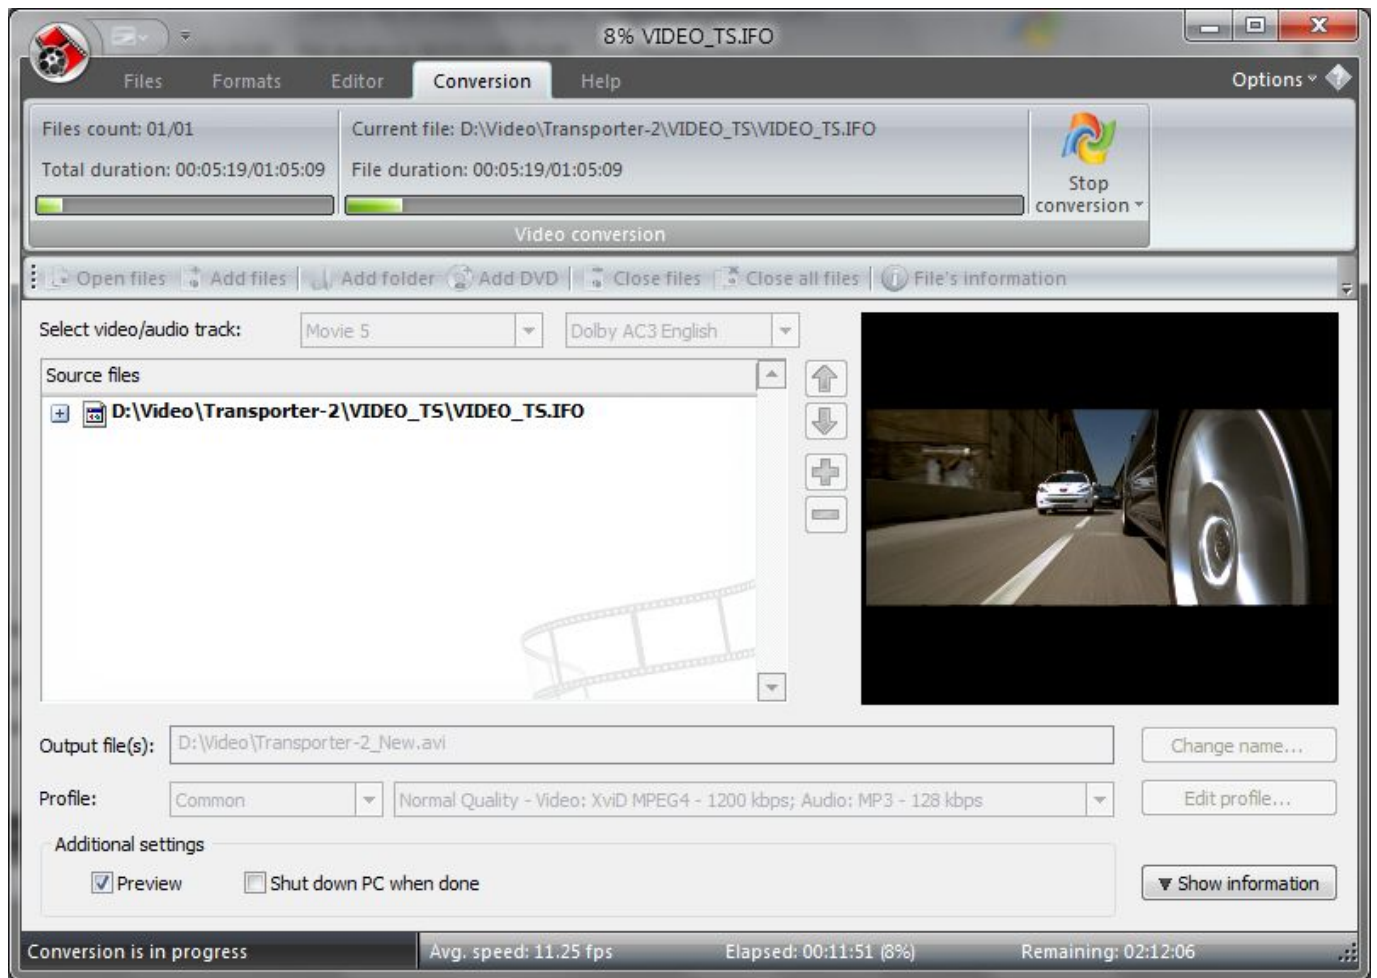 8% VIDEO_TS.IFO
Files Formats Editor Conversion Help Options
Files count: 01/01
Current file: D:\Video\Transporter-2\VIDEO_TS\VIDEO_TS.IFO
Total duration: 00:05:19/01:05:09
File duration: 00:05:19/01:05:09
Stop
conversion
Video conversion
Open files Add files Add folder Add DVD Close files Close all files File's information
Select video/audio track: Movie 5 Dolby AC3 English
Source files
D:\Video\Transporter-2\VIDEO_TS\VIDEO_TS.IFO
Output file(s): D:\Video\Transporter-2_New.avi Change name...
Profile: Common Normal Quality - Video: XviD MPEG4 - 1200 kbps; Audio: MP3 - 128 kbps Edit profile...
Additional settings
Preview Shut down PC when done Show information
Conversion is in progress Avg. speed: 11.25 fps Elapsed: 00:11:51 (8%) Remaining: 02:12:06